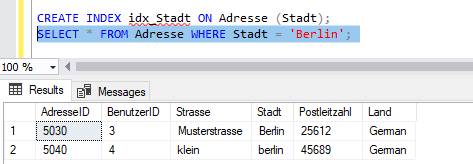 CREATE INDEX idx_Stadt ON Adresse (Stadt);
SELECT * FROM Adresse WHERE Stadt = 'Berlin';
100 %
Results Messages
AdresseID BenutzerID Strasse Stadt Postleitzahl Land
1 5030 3 Musterstrasse Berlin 25612 German
2 5040 4 klein berlin 45689 German